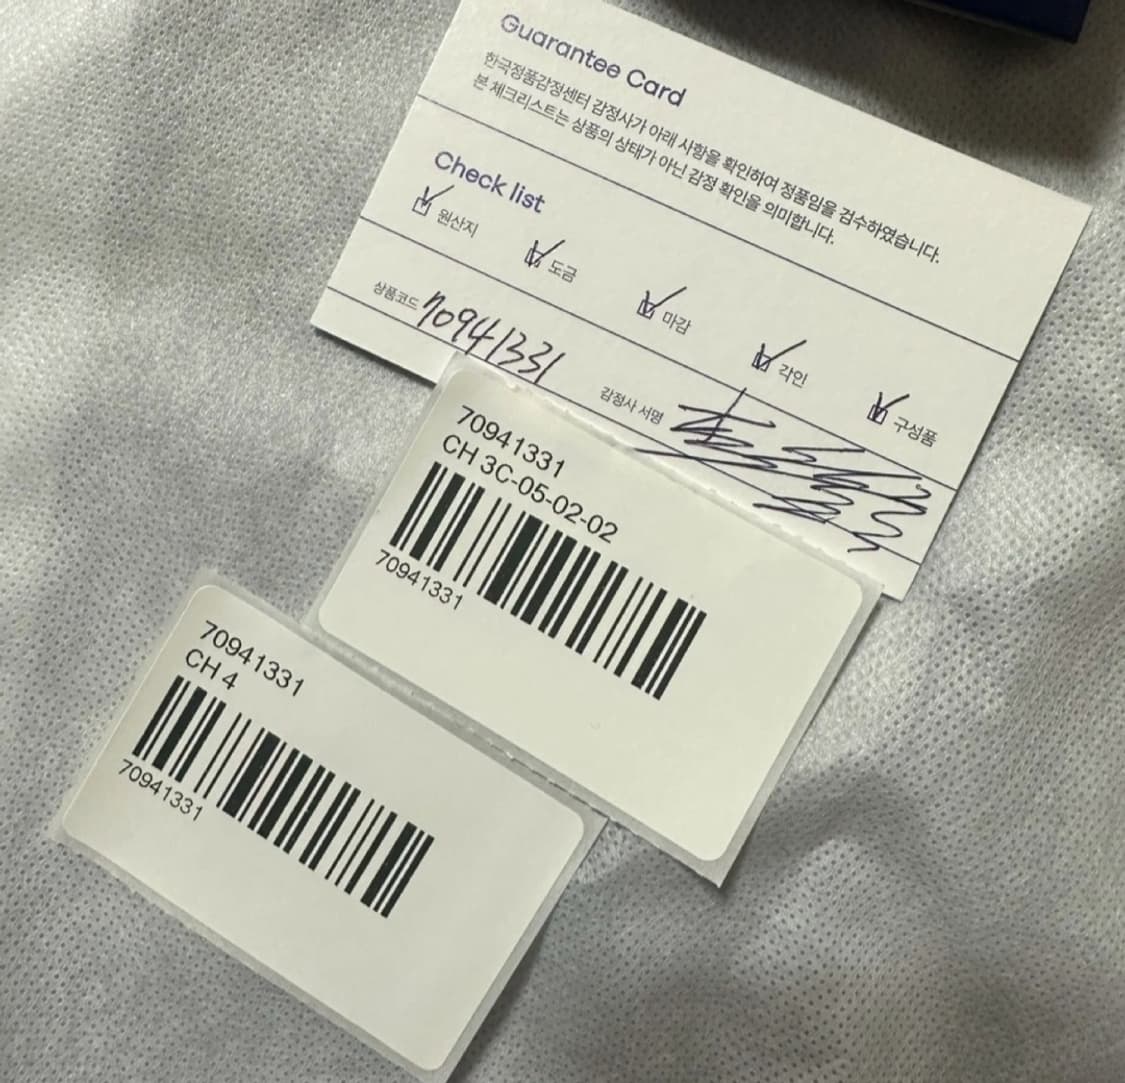 Guarantee Card
한국정품감정센터 감정사가 아래 사항을 확인하여 정품임을 검수하였습니다.
본 체크리스트는 상품의 상태가 아닌 감정 확인을 의미합니다.
Check list
원산지 도금 마감 각인 구성품
상품코드 70941331
감정사 서명
70941331
CH 3C-05-02-02
70941331
70941331
CH 4
70941331